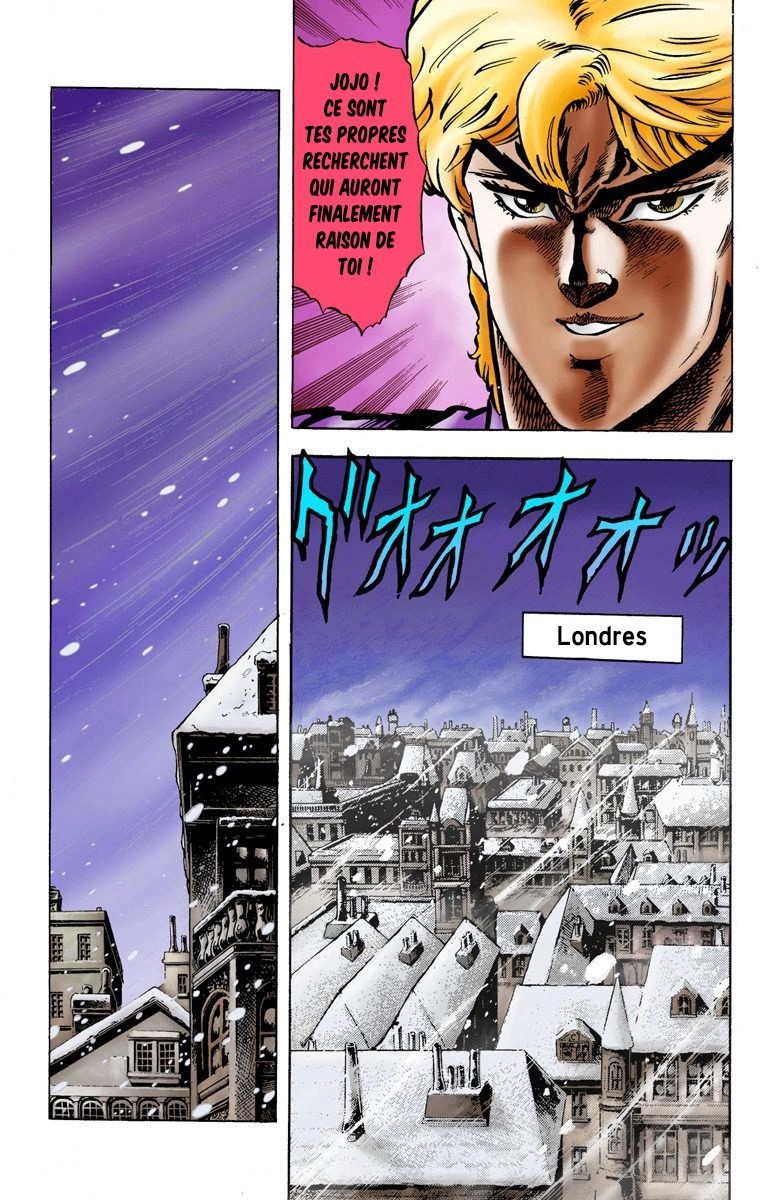 JOJO !
CE SONT
TES PROPRES
RECHERCHENT
QUI AURONT
FINALEMENT
RAISON DE
TOI !
グオオオオッ
Londres